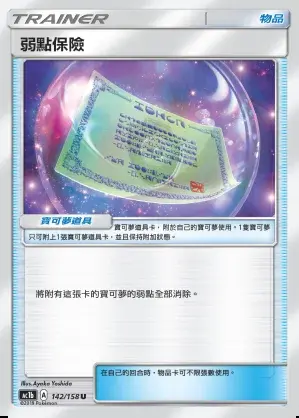 TRAINER 物品
弱點保險
寶可夢道具
寶可夢道具卡，附於自己的寶可夢使用。1隻寶可夢
只可附上1張寶可夢道具卡，並且保持附加狀態。
將附有這張卡的寶可夢的弱點全部消除。
在自己的回合時，物品卡可不限張數使用。
Illus.Ayaka Yoshida
AC1b A 142/158 U
©2019 Pokémon